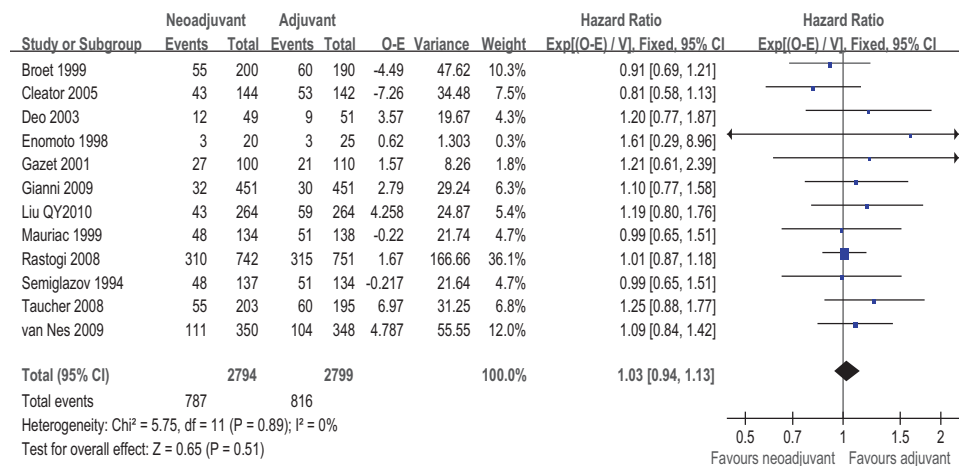 Neoadjuvant Adjuvant Hazard Ratio Hazard Ratio
Study or Subgroup Events Total Events Total O-E Variance Weight Exp[(O-E) / V], Fixed, 95% CI Exp[(O-E) / V], Fixed, 95% CI
Broet 1999 55 200 60 190 -4.49 47.62 10.3% 0.91 [0.69, 1.21]
Cleator 2005 43 144 53 142 -7.26 34.48 7.5% 0.81 [0.58, 1.13]
Deo 2003 12 49 9 51 3.57 19.67 4.3% 1.20 [0.77, 1.87]
Enomoto 1998 3 20 3 25 0.62 1.303 0.3% 1.61 [0.29, 8.96]
Gazet 2001 27 100 21 110 1.57 8.26 1.8% 1.21 [0.61, 2.39]
Gianni 2009 32 451 30 451 2.79 29.24 6.3% 1.10 [0.77, 1.58]
Liu QY2010 43 264 59 264 4.258 24.87 5.4% 1.19 [0.80, 1.76]
Mauriac 1999 48 134 51 138 -0.22 21.74 4.7% 0.99 [0.65, 1.51]
Rastogi 2008 310 742 315 751 1.67 166.66 36.1% 1.01 [0.87, 1.18]
Semiglazov 1994 48 137 51 134 -0.217 21.64 4.7% 0.99 [0.65, 1.51]
Taucher 2008 55 203 60 195 6.97 31.25 6.8% 1.25 [0.88, 1.77]
van Nes 2009 111 350 104 348 4.787 55.55 12.0% 1.09 [0.84, 1.42]
Total (95% CI) 2794 2799 100.0% 1.03 [0.94, 1.13]
Total events 787 816
Heterogeneity: Chi² = 5.75, df = 11 (P = 0.89); I² = 0%
Test for overall effect: Z = 0.65 (P = 0.51)
0.5 0.7 1 1.5 2
Favours neoadjuvant Favours adjuvant